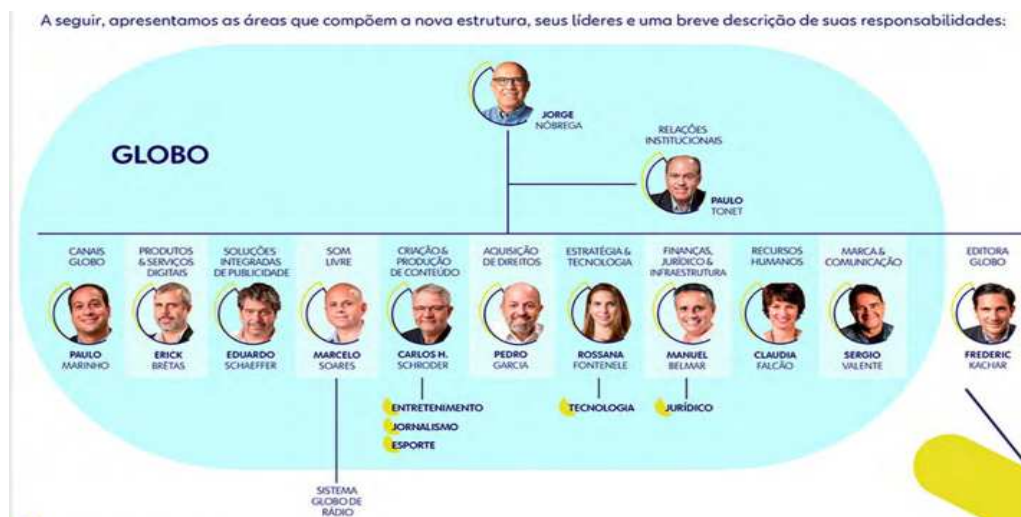 A seguir, apresentamos as áreas que compõem a nova estrutura, seus líderes e uma breve descrição de suas responsabilidades:
GLOBO
JORGE
NÓBREGA
RELAÇÕES
INSTITUCIONAIS
PAULO
TONET
CANAIS
GLOBO
PAULO
MARINHO
PRODUTOS
& SERVIÇOS
DIGITAIS
ERICK
BRÊTAS
SOLUÇÕES
INTEGRADAS
DE PUBLICIDADE
EDUARDO
SCHAEFFER
SOM
LIVRE
MARCELO
SOARES
SISTEMA
GLOBO DE
RÁDIO
CRIAÇÃO &
PRODUÇÃO
DE CONTEÚDO
CARLOS H.
SCHRODER
ENTRETENIMENTO
JORNALISMO
ESPORTE
AQUISIÇÃO
DE DIREITOS
PEDRO
GARCIA
ESTRATÉGIA &
TECNOLOGIA
ROSSANA
FONTENELE
TECNOLOGIA
FINANÇAS,
JURÍDICO &
INFRAESTRUTURA
MANUEL
BELMAR
JURÍDICO
RECURSOS
HUMANOS
CLAUDIA
FALCÃO
MARCA &
COMUNICAÇÃO
SERGIO
VALENTE
EDITORA
GLOBO
FREDERIC
KACHAR